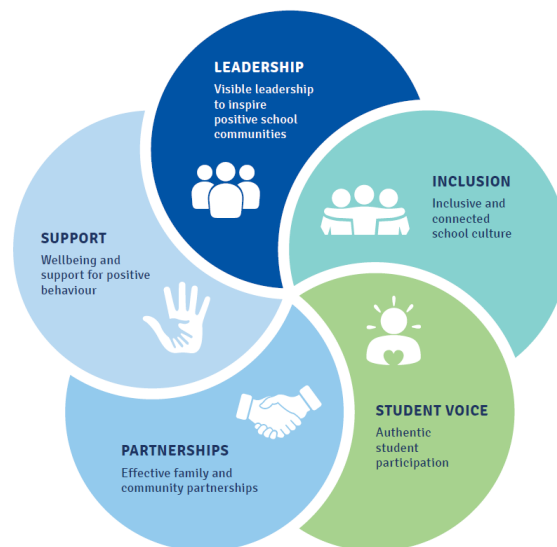 LEADERSHIP
Visible leadership
to inspire
positive school
communities
INCLUSION
Inclusive and
connected
school culture
STUDENT VOICE
Authentic
student
participation
PARTNERSHIPS
Effective family and
community partnerships
SUPPORT
Wellbeing and
support for positive
behaviour